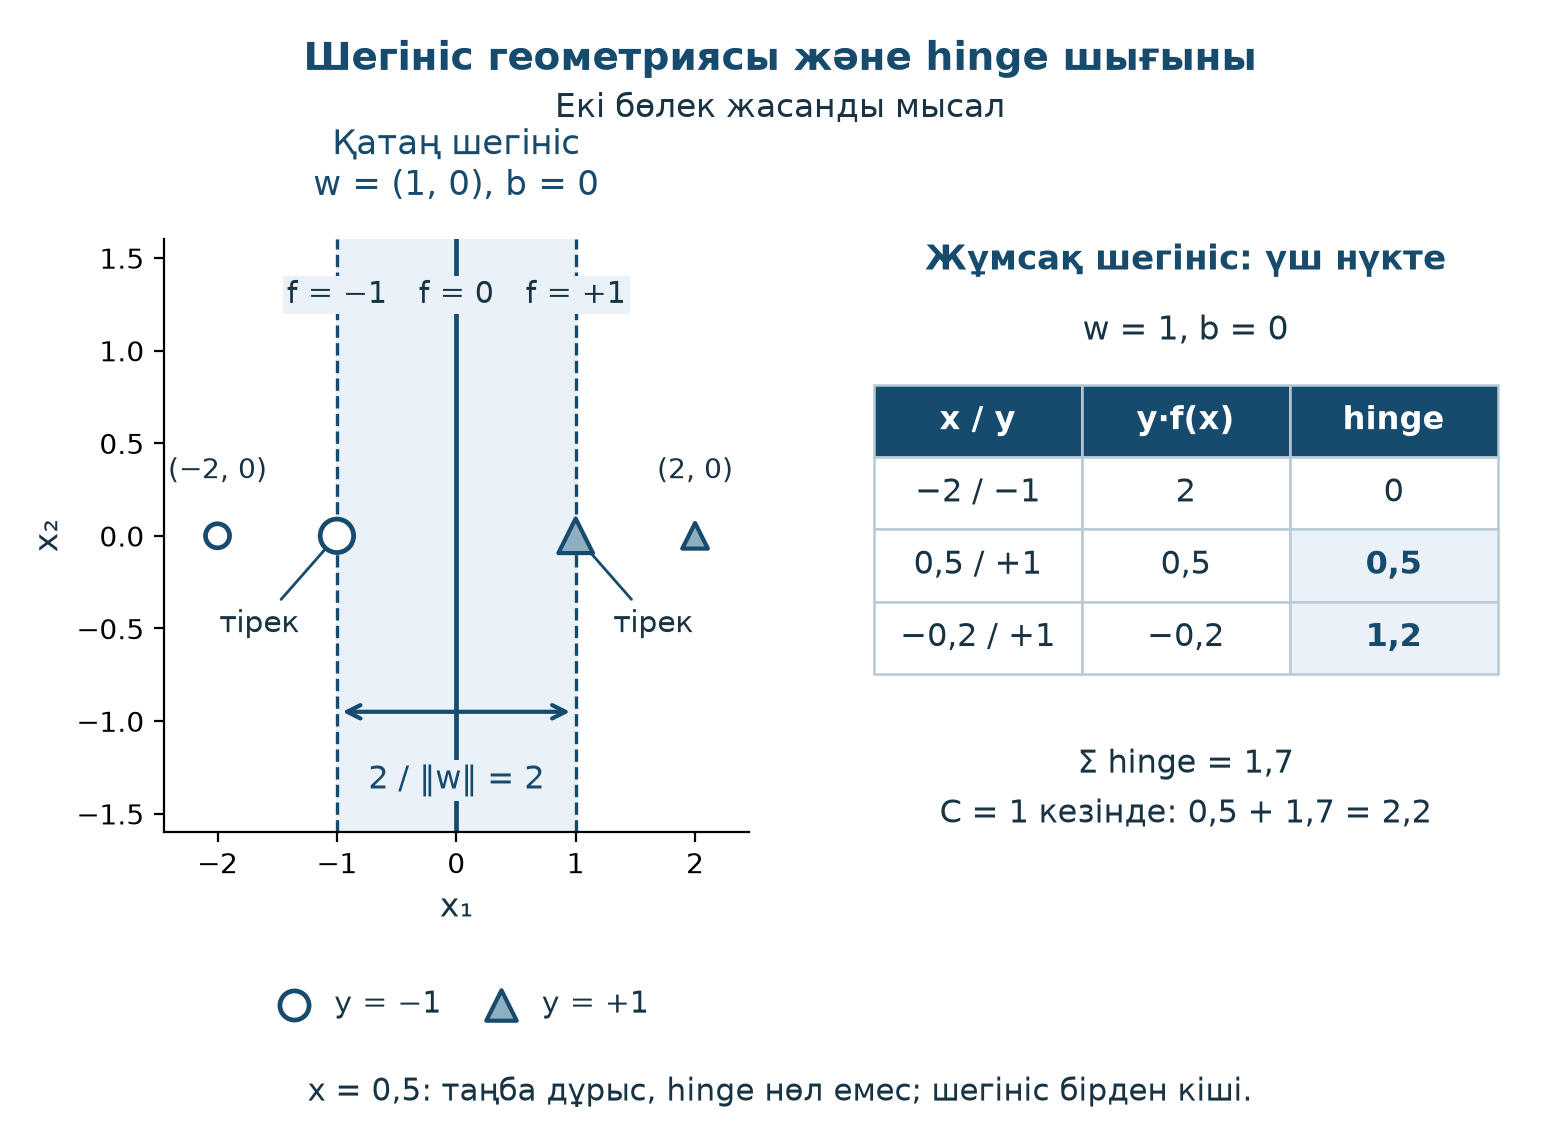 Шегініс геометриясы және hinge шығыны
Екі бөлек жасанды мысал
Қатаң шегініс
w = (1, 0), b = 0
1.5
1.0
0.5
0.0
−0.5
−1.0
−1.5
x₂
f = −1 f = 0 f = +1
(−2, 0) (2, 0)
тірек тірек
2 / ‖w‖ = 2
−2 −1 0 1 2
x₁
y = −1 y = +1
Жұмсақ шегініс: үш нүкте
w = 1, b = 0
x / y y·f(x) hinge
−2 / −1 2 0
0,5 / +1 0,5 0,5
−0,2 / +1 −0,2 1,2
Σ hinge = 1,7
C = 1 кезінде: 0,5 + 1,7 = 2,2
x = 0,5: таңба дұрыс, hinge нөл емес; шегініс бірден кіші.